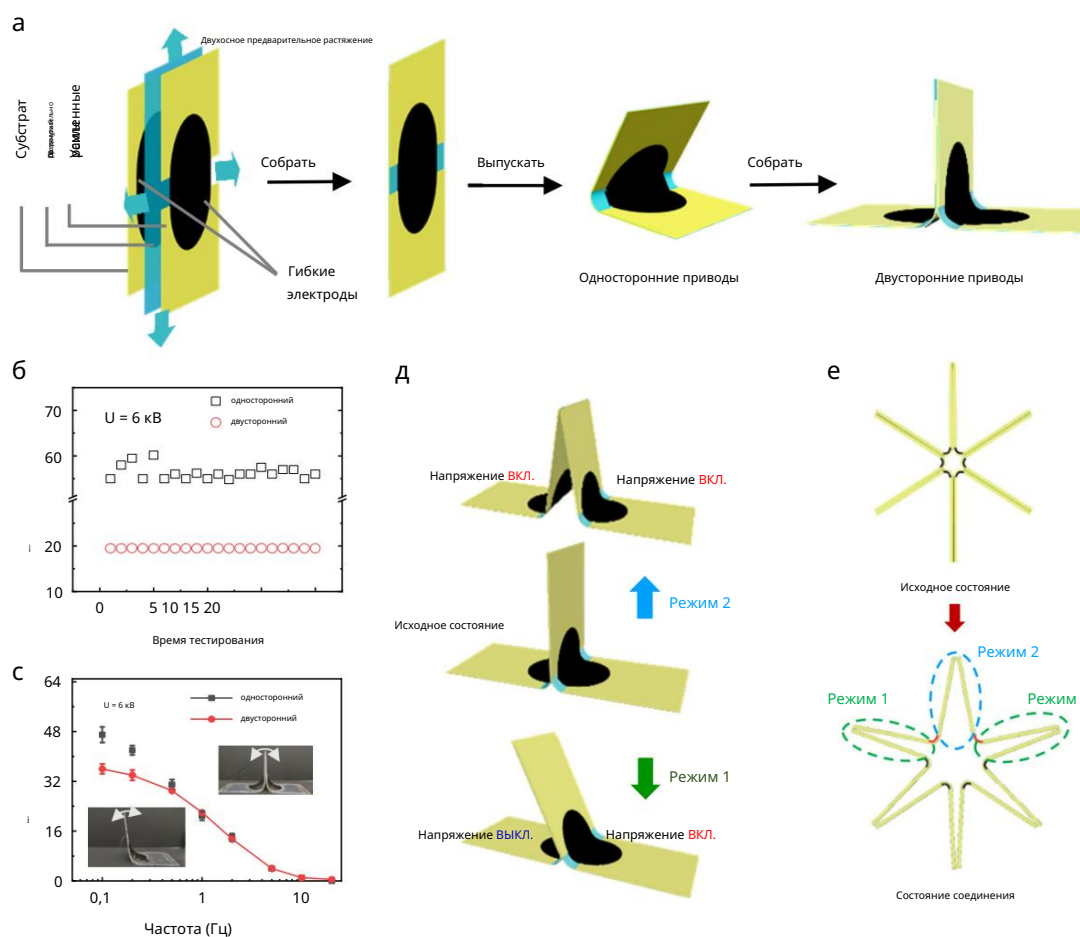 а
Двухосное предварительное растяжение
Субстрат
Собрать
Выпускать
Собрать
Гибкие
электроды
Односторонние приводы
Двусторонние приводы
б
70
60
20
10
U = 6 кВ
односторонний
двусторонний
0 5 10 15 20
Время тестирования
с
64
48
32
16
0
U = 6 кВ
односторонний
двусторонний
0,1 1 10
Частота (Гц)
д
Напряжение ВКЛ.
Напряжение ВКЛ.
Режим 2
Исходное состояние
Режим 1
Напряжение ВЫКЛ.
Напряжение ВКЛ.
е
Исходное состояние
Режим 2
Режим 1
Режим
Состояние соединения